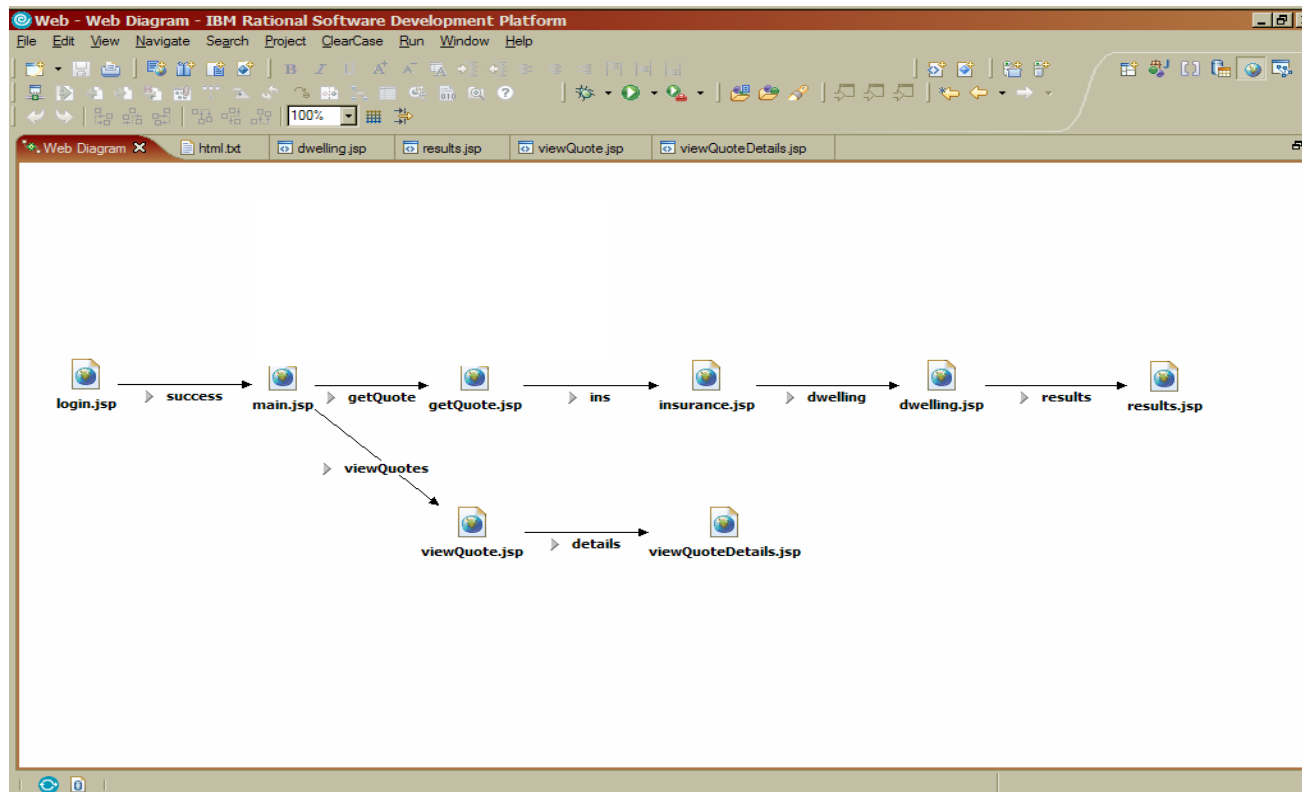 Web - Web Diagram - IBM Rational Software Development Platform
File Edit View Navigate Search Project ClearCase Run Window Help
100%
Web Diagram html.txt dwelling.jsp results.jsp viewQuote.jsp viewQuoteDetails.jsp
login.jsp success main.jsp getQuote getQuote.jsp ins insurance.jsp dwelling dwelling.jsp results results.jsp
viewQuotes
viewQuote.jsp details viewQuoteDetails.jsp